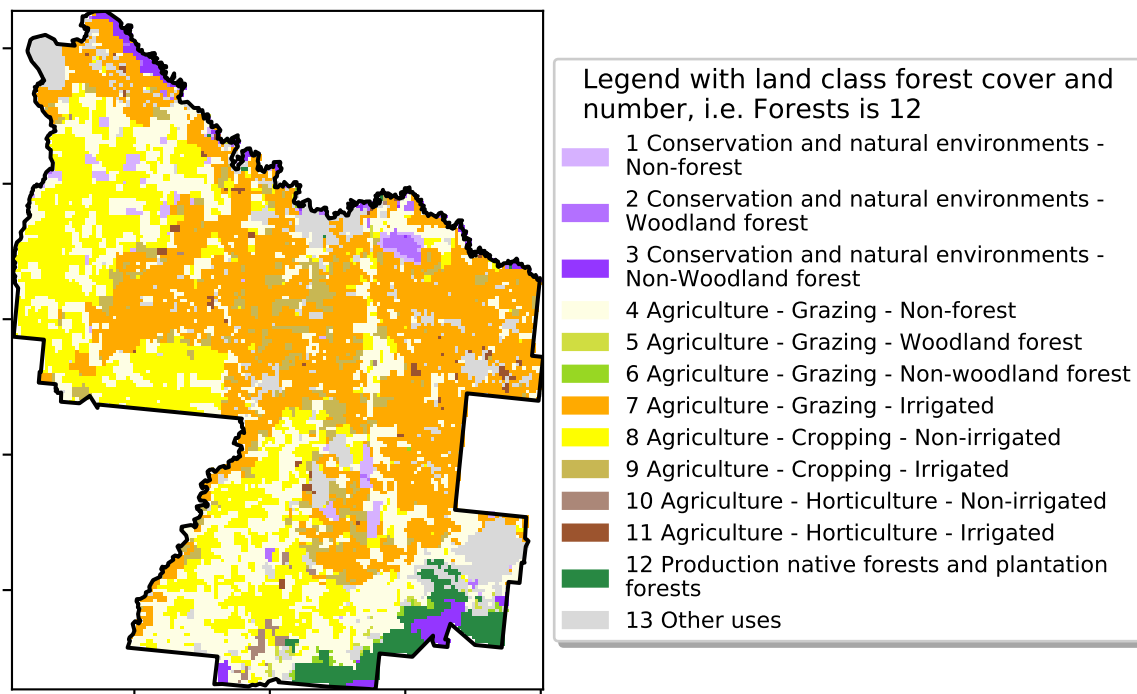 Legend with land class forest cover and
number, i.e. Forests is 12
1 Conservation and natural environments -
Non-forest
2 Conservation and natural environments -
Woodland forest
3 Conservation and natural environments -
Non-Woodland forest
4 Agriculture - Grazing - Non-forest
5 Agriculture - Grazing - Woodland forest
6 Agriculture - Grazing - Non-woodland forest
7 Agriculture - Grazing - Irrigated
8 Agriculture - Cropping - Non-irrigated
9 Agriculture - Cropping - Irrigated
10 Agriculture - Horticulture - Non-irrigated
11 Agriculture - Horticulture - Irrigated
12 Production native forests and plantation
forests
13 Other uses